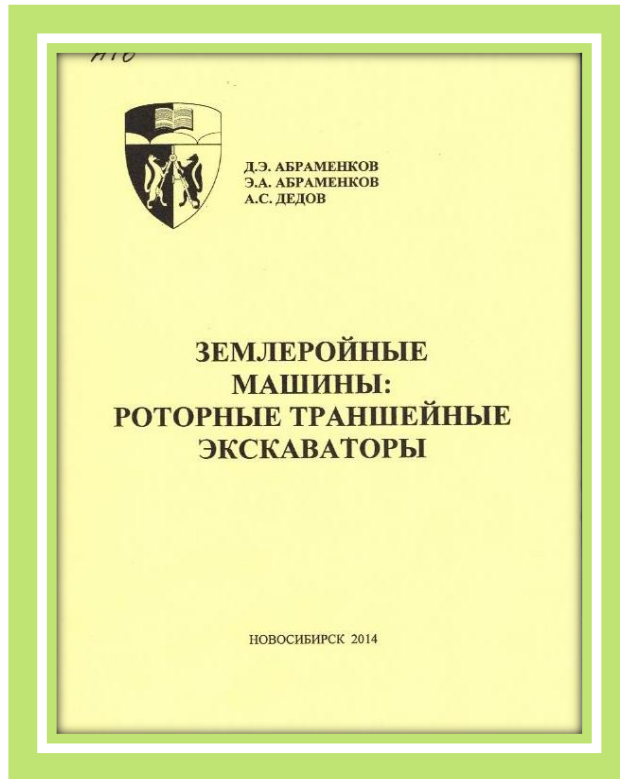 Д.Э. АБРАМЕНКОВ
Э.А. АБРАМЕНКОВ
А.С. ДЕДОВ
ЗЕМЛЕРОЙНЫЕ
МАШИНЫ:
РОТОРНЫЕ ТРАНШЕЙНЫЕ
ЭКСКАВАТОРЫ
НОВОСИБИРСК 2014